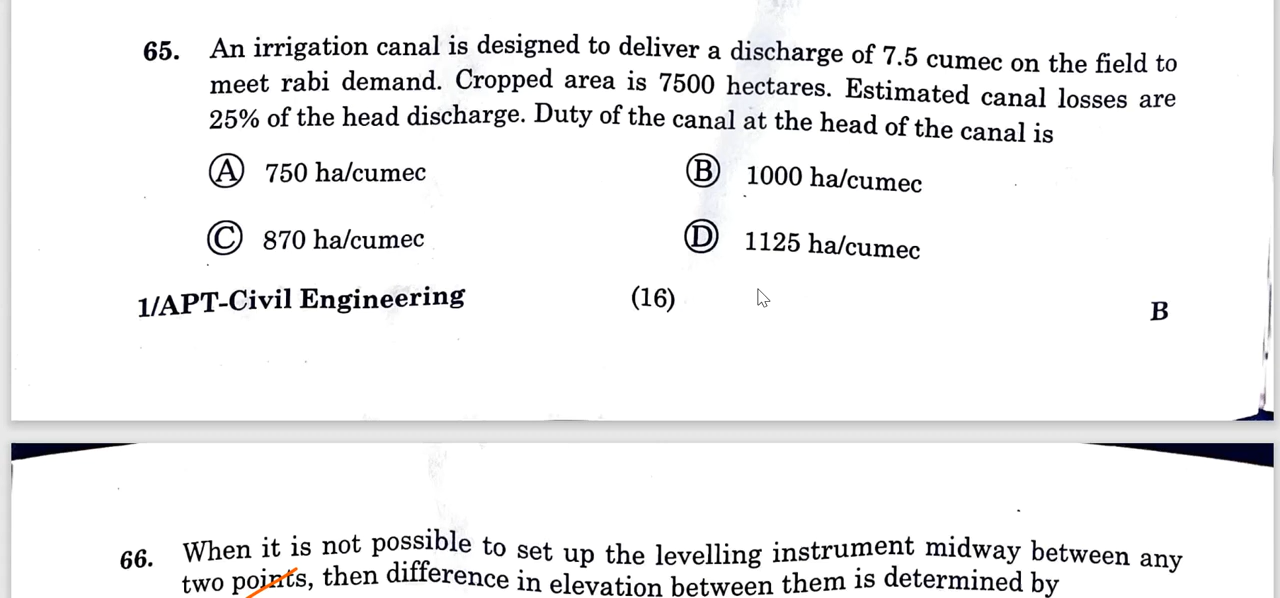 65. An irrigation canal is designed to deliver a discharge of 7.5 cumec on the field to
meet rabi demand. Cropped area is 7500 hectares. Estimated canal losses are
25% of the head discharge. Duty of the canal at the head of the canal is
(A) 750 ha/cumec (B) 1000 ha/cumec
(C) 870 ha/cumec (D) 1125 ha/cumec
1/APT-Civil Engineering (16) B
66. When it is not possible to set up the levelling instrument midway between any
two points, then difference in elevation between them is determined by